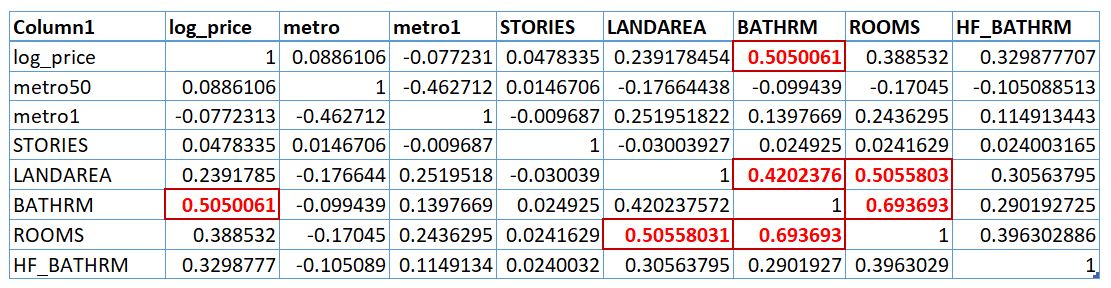 Column1 log_price metro metro1 STORIES LANDAREA BATHRM ROOMS HF_BATHRM
log_price 1 0.0886106 -0.077231 0.0478335 0.239178454 0.5050061 0.388532 0.329877707
metro50 0.0886106 1 -0.462712 0.0146706 -0.17664438 -0.099439 -0.17045 -0.105088513
metro1 -0.0772313 -0.462712 1 -0.009687 0.251951822 0.1397669 0.2436295 0.114913443
STORIES 0.0478335 0.0146706 -0.009687 1 -0.03003927 0.024925 0.0241629 0.024003165
LANDAREA 0.2391785 -0.176644 0.2519518 -0.030039 1 0.4202376 0.5055803 0.30563795
BATHRM 0.5050061 -0.099439 0.1397669 0.024925 0.420237572 1 0.693693 0.290192725
ROOMS 0.388532 -0.17045 0.2436295 0.0241629 0.50558031 0.693693 1 0.396302886
HF_BATHRM 0.3298777 -0.105089 0.1149134 0.0240032 0.30563795 0.2901927 0.3963029 1